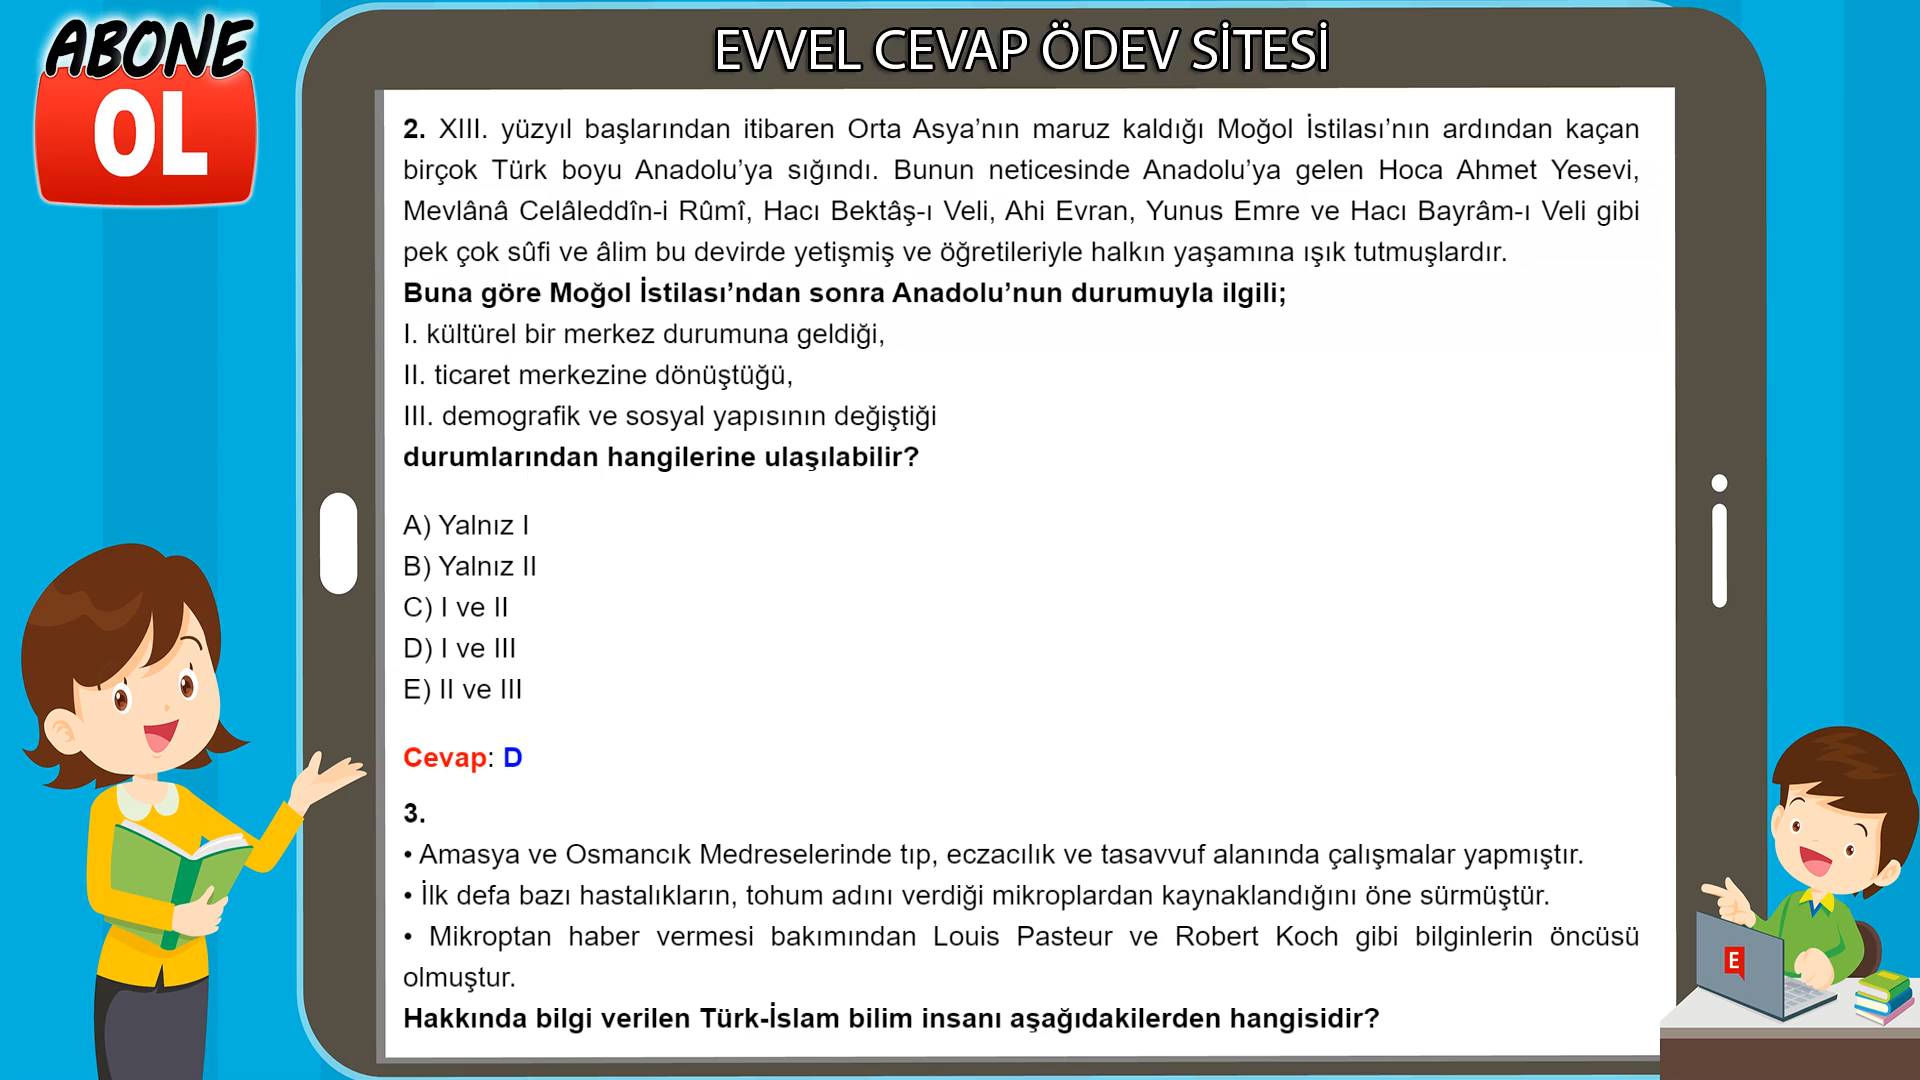 ABONE
OL
EVVEL CEVAP ÖDEV SİTESİ
2. XIII. yüzyıl başlarından itibaren Orta Asya’nın maruz kaldığı Moğol İstilası’nın ardından kaçan
birçok Türk boyu Anadolu’ya sığındı. Bunun neticesinde Anadolu’ya gelen Hoca Ahmet Yesevi,
Mevlânâ Celâleddîn-i Rûmî, Hacı Bektâş-ı Veli, Ahi Evran, Yunus Emre ve Hacı Bayrâm-ı Veli gibi
pek çok sûfi ve âlim bu devirde yetişmiş ve öğretileriyle halkın yaşamına ışık tutmuşlardır.
Buna göre Moğol İstilası’ndan sonra Anadolu’nun durumuyla ilgili;
I. kültürel bir merkez durumuna geldiği,
II. ticaret merkezine dönüştüğü,
III. demografik ve sosyal yapısının değiştiği
durumlarından hangilerine ulaşılabilir?
A) Yalnız I
B) Yalnız II
C) I ve II
D) I ve III
E) II ve III
Cevap: D
3.
• Amasya ve Osmancık Medreselerinde tıp, eczacılık ve tasavvuf alanında çalışmalar yapmıştır.
• İlk defa bazı hastalıkların, tohum adını verdiği mikroplardan kaynaklandığını öne sürmüştür.
• Mikroptan haber vermesi bakımından Louis Pasteur ve Robert Koch gibi bilginlerin öncüsü
olmuştur.
Hakkında bilgi verilen Türk-İslam bilim insanı aşağıdakilerden hangisidir?
E